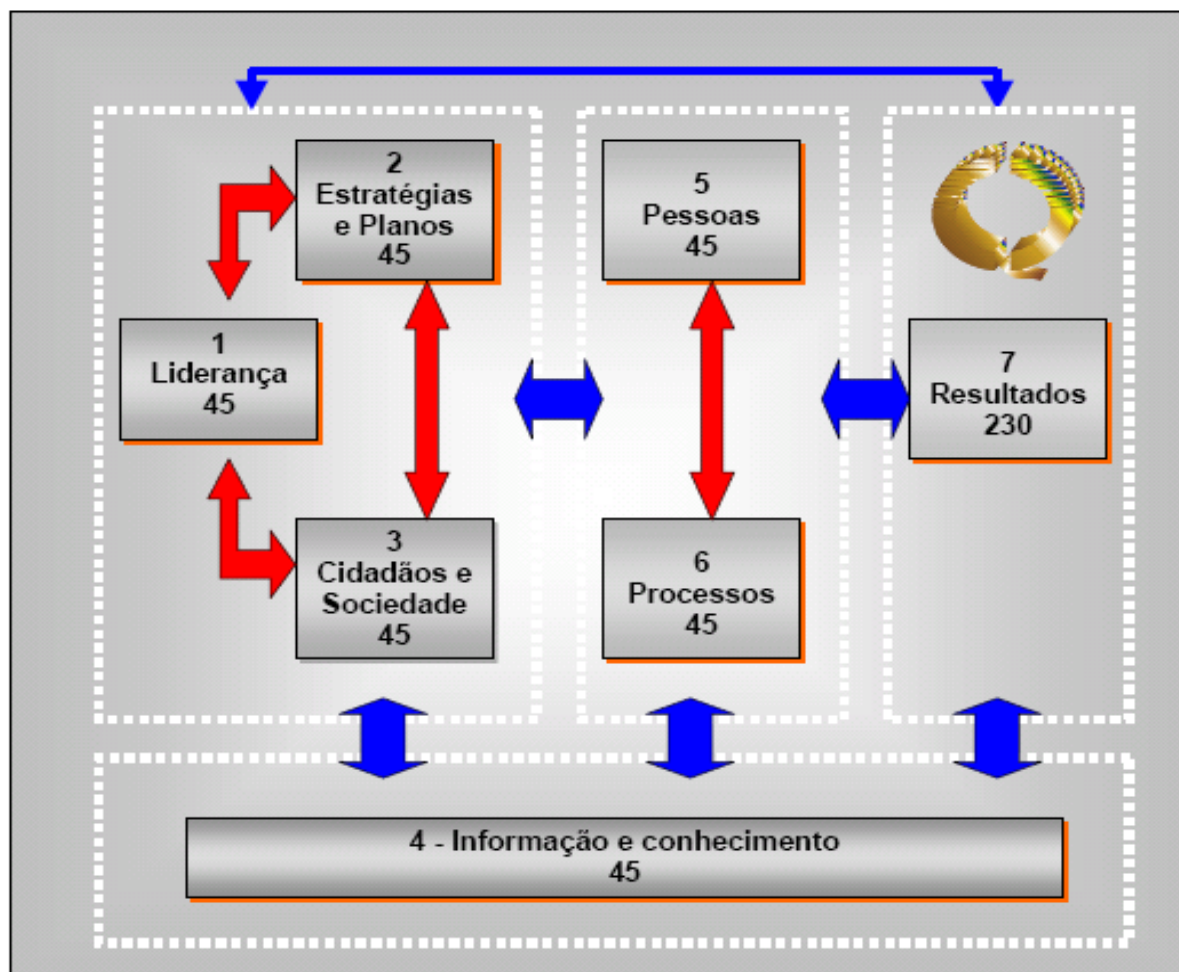 1
Liderança
45
2
Estratégias
e Planos
45
3
Cidadãos e
Sociedade
45
5
Pessoas
45
6
Processos
45
7
Resultados
230
4 - Informação e conhecimento
45